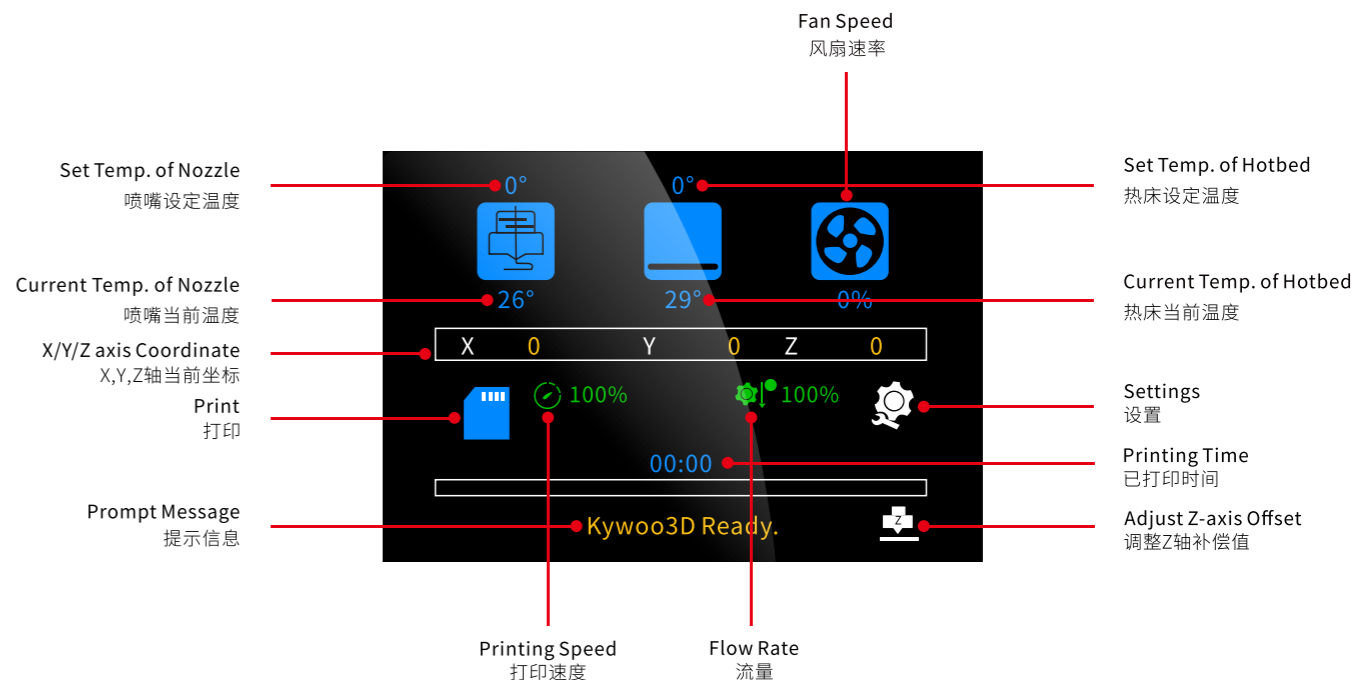 Fan Speed
风扇速率
Set Temp. of Nozzle
喷嘴设定温度
0°
0°
Set Temp. of Hotbed
热床设定温度
Current Temp. of Nozzle
喷嘴当前温度
26°
29°
0%
Current Temp. of Hotbed
热床当前温度
X/Y/Z axis Coordinate
X,Y,Z轴当前坐标
X 0 Y 0 Z 0
Print
打印
100%
100%
Settings
设置
00:00
Printing Time
已打印时间
Prompt Message
提示信息
Kywoo3D Ready.
Z
Adjust Z-axis Offset
调整Z轴补偿值
Printing Speed
打印速度
Flow Rate
流量